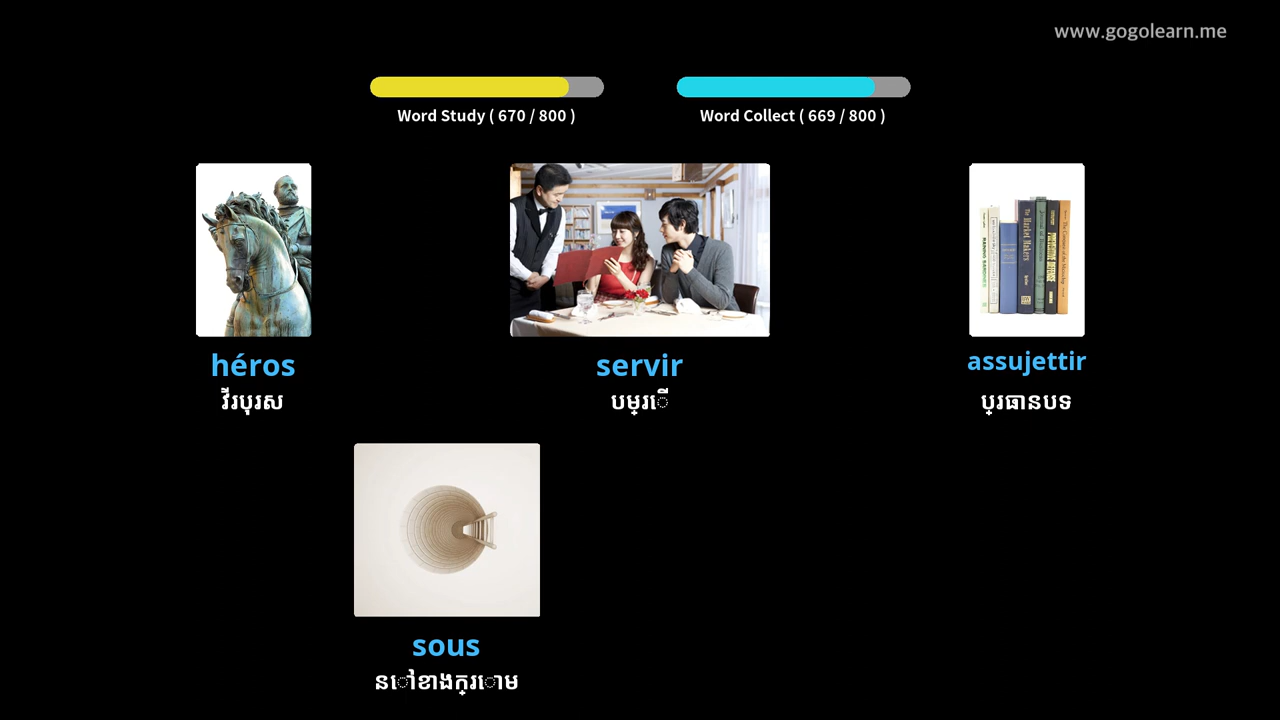 www.gogolearn.me
Word Study ( 670 / 800 )
Word Collect ( 669 / 800 )
héros
វីរបុរស
servir
បម្រើ
assujettir
ប្រធានបទ
sous
នៅខាងក្រោម